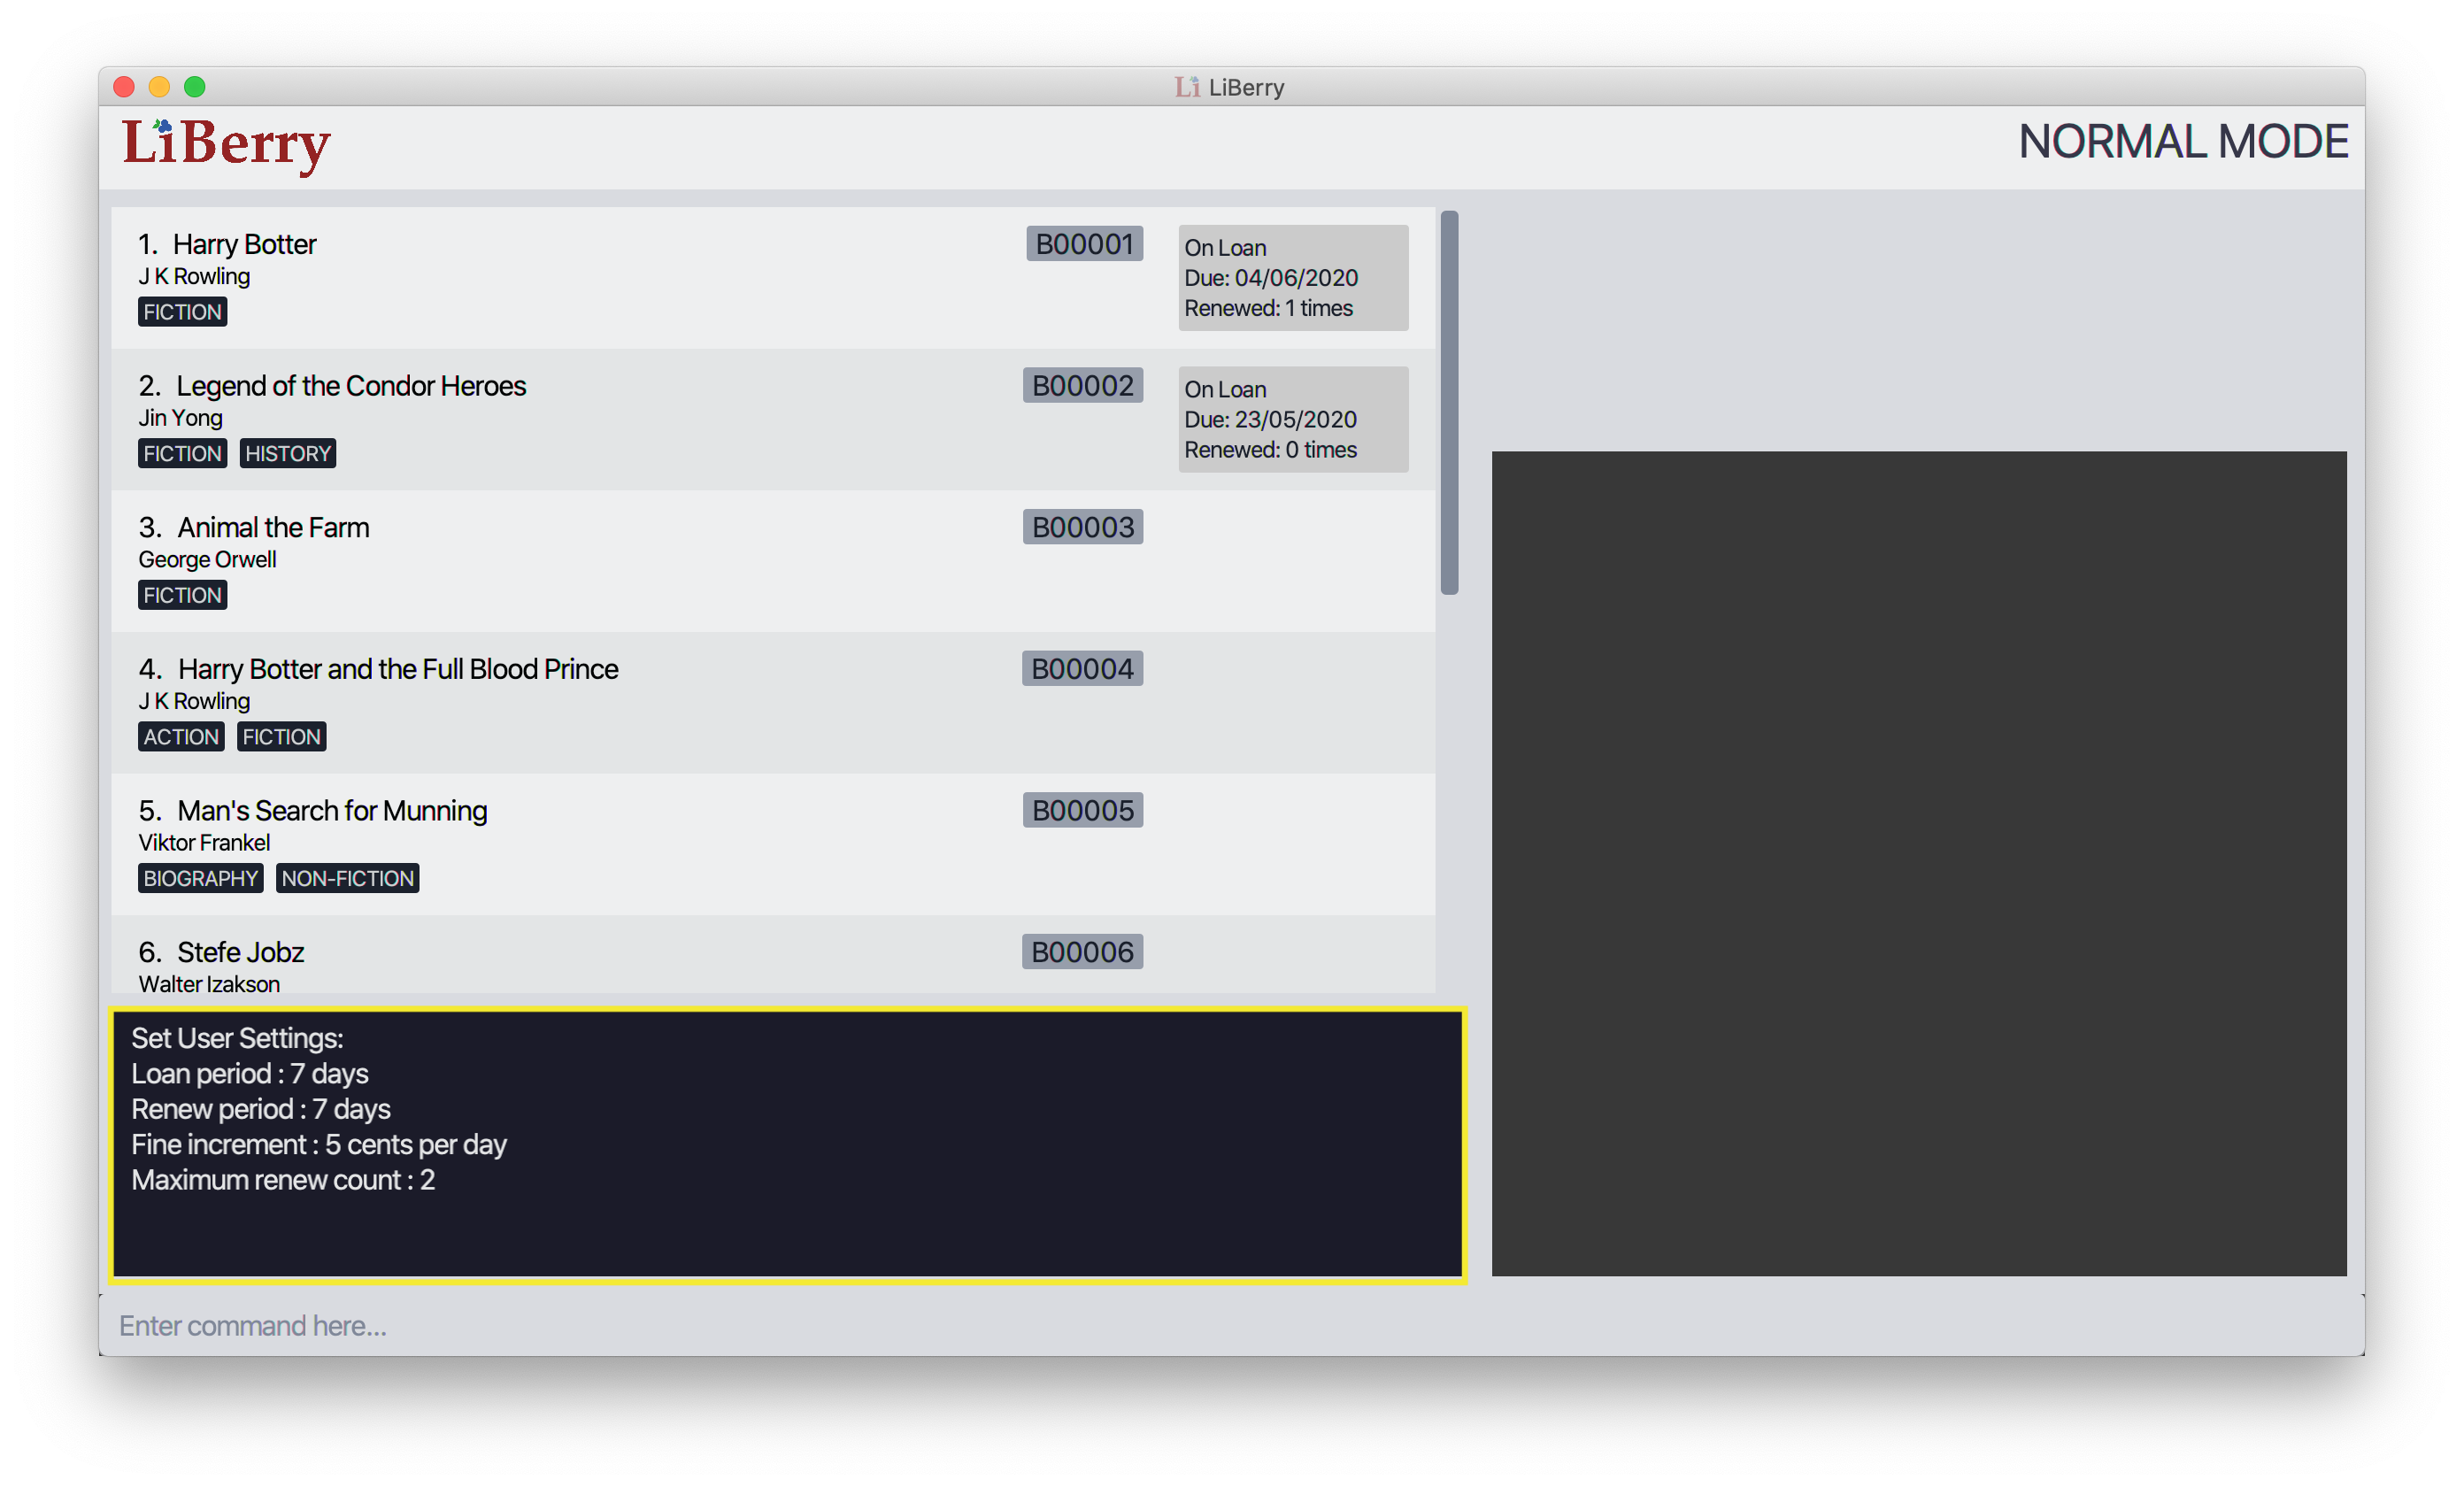 Li LiBerry
LiBerry
NORMAL MODE
1. Harry Botter
J K Rowling
FICTION
B00001
On Loan
Due: 04/06/2020
Renewed: 1 times
2. Legend of the Condor Heroes
Jin Yong
FICTION HISTORY
B00002
On Loan
Due: 23/05/2020
Renewed: 0 times
3. Animal the Farm
George Orwell
FICTION
B00003
4. Harry Botter and the Full Blood Prince
J K Rowling
ACTION FICTION
B00004
5. Man's Search for Munning
Viktor Frankel
BIOGRAPHY NON-FICTION
B00005
6. Stefe Jobz
Walter Izakson
B00006
Set User Settings:
Loan period : 7 days
Renew period : 7 days
Fine increment : 5 cents per day
Maximum renew count : 2
Enter command here...